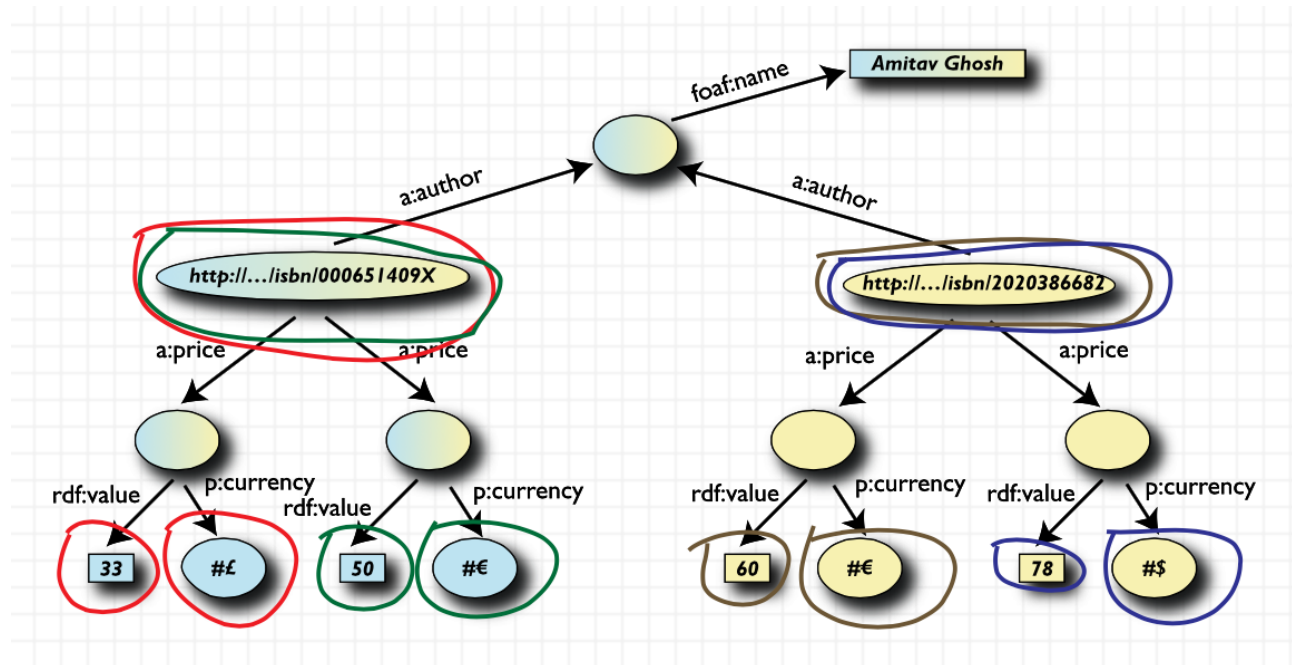 Amitav Ghosh
foaf:name
a:author
a:author
http://.../isbn/000651409X
http://.../isbn/2020386682
a:price
a:price
a:price
a:price
rdf:value
p:currency
rdf:value
p:currency
rdf:value
p:currency
rdf:value
p:currency
33
#£
50
#€
60
#€
78
#$